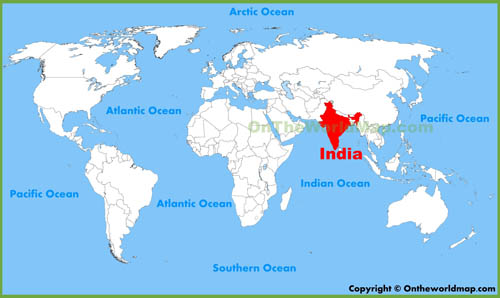 Arctic Ocean
Atlantic Ocean
OnTheWorldMap.com
Pacific Ocean
India
Pacific Ocean
Indian Ocean
Atlantic Ocean
Southern Ocean
Copyright © Ontheworldmap.com